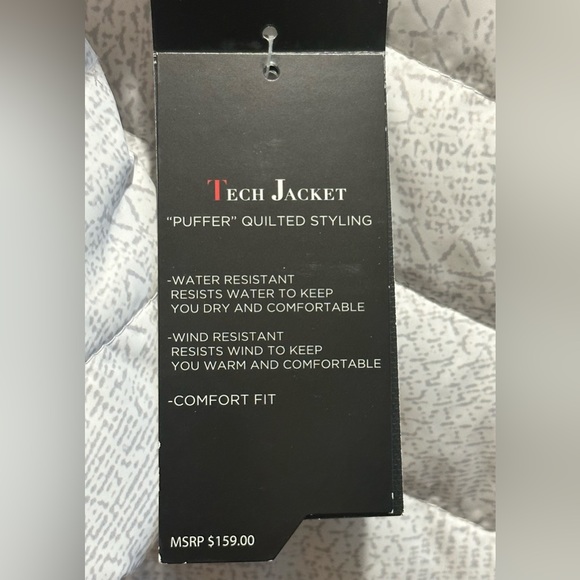 TECH JACKET
“PUFFER” QUILTED STYLING
-WATER RESISTANT
RESISTS WATER TO KEEP
YOU DRY AND COMFORTABLE
-WIND RESISTANT
RESISTS WIND TO KEEP
YOU WARM AND COMFORTABLE
-COMFORT FIT
MSRP $159.00